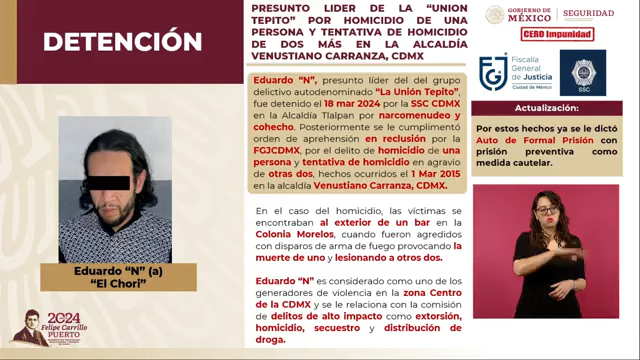 DETENCIÓN
Eduardo “N” (a)
“El Chori”
2024
Felipe Carrillo
PUERTO
PRESUNTO LIDER DE LA “UNION
TEPITO” POR HOMICIDIO DE UNA
PERSONA Y TENTATIVA DE HOMICIDIO
DE DOS MÁS EN LA ALCALDÍA
VENUSTIANO CARRANZA, CDMX
Eduardo “N”, presunto líder del del grupo
delictivo autodenominado “La Unión Tepito”,
fue detenido el 18 mar 2024 por la SSC CDMX
en la Alcaldía Tlalpan por narcomenudeo y
cohecho. Posteriormente se le cumplimentó
orden de aprehensión en reclusión por la
FGJCDMX, por el delito de homicidio de una
persona y tentativa de homicidio en agravio
de otras dos, hechos ocurridos el 1 Mar 2015
en la alcaldía Venustiano Carranza, CDMX.
En el caso del homicidio, las víctimas se
encontraban al exterior de un bar en la
Colonia Morelos, cuando fueron agredidos
con disparos de arma de fuego provocando la
muerte de uno y lesionando a otros dos.
Eduardo “N” es considerado como uno de los
generadores de violencia en la zona Centro
de la CDMX y se le relaciona con la comisión
de delitos de alto impacto como extorsión,
homicidio, secuestro y distribución de
droga.
GOBIERNO DE
MÉXICO
SEGURIDAD
CERO Impunidad
Fiscalía
General
de Justicia
Ciudad de México
SSC
Actualización:
Por estos hechos ya se le dictó
Auto de Formal Prisión con
prisión preventiva como
medida cautelar.